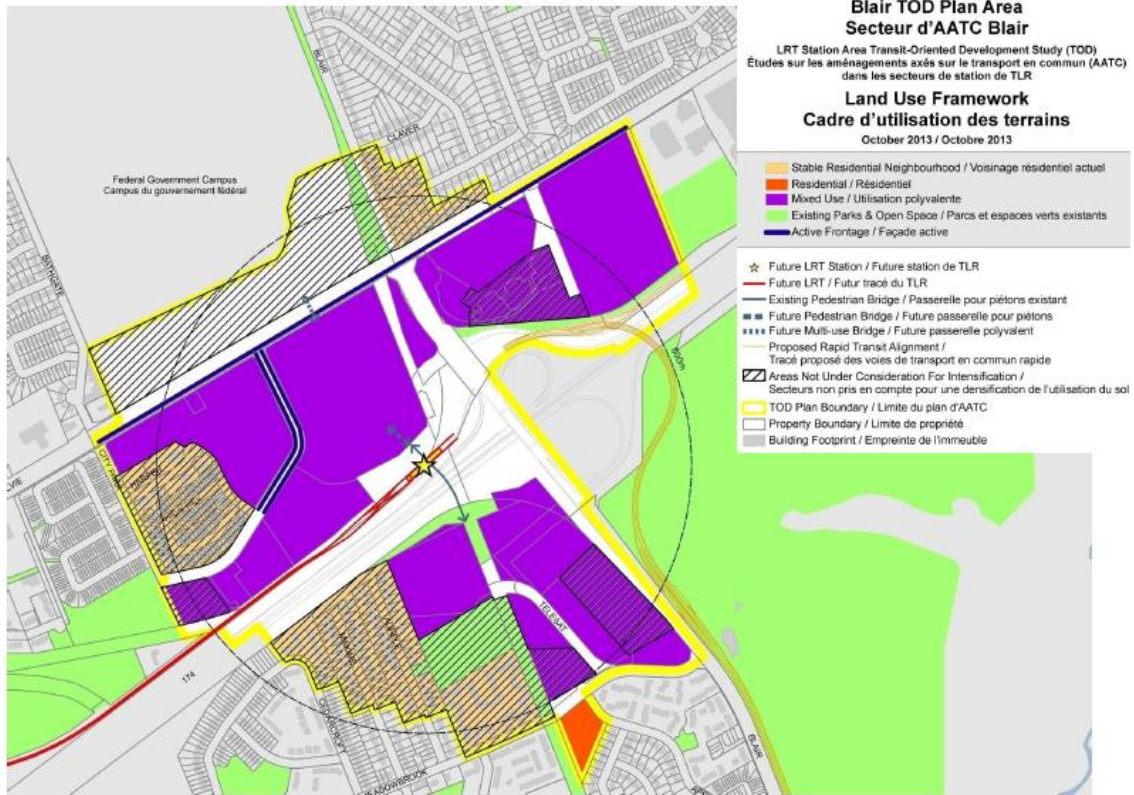 Blair TOD Plan Area
Secteur d'AATC Blair
LRT Station Area Transit-Oriented Development Study (TOD)
Études sur les aménagements axés sur le transport en commun (AATC)
dans les secteurs de station de TLR
Land Use Framework
Cadre d'utilisation des terrains
October 2013 / Octobre 2013
Stable Residential Neighbourhood / Voisinage résidentiel actuel
Residential / Résidentiel
Mixed Use / Utilisation polyvalente
Existing Parks & Open Space / Parcs et espaces verts existants
Active Frontage / Façade active
Future LRT Station / Future station de TLR
Future LRT / Futur tracé du TLR
Existing Pedestrian Bridge / Passerelle pour piétons existant
Future Pedestrian Bridge / Future passerelle pour piétons
Future Multi-use Bridge / Future passerelle polyvalent
Proposed Rapid Transit Alignment /
Tracé proposé des voies de transport en commun rapide
Areas Not Under Consideration For Intensification /
Secteurs non pris en compte pour une densification de l'utilisation du sol
TOD Plan Boundary / Limite du plan d'AATC
Property Boundary / Limite de propriété
Building Footprint / Empreinte de l'immeuble
BLAIR
CLAVER
Federal Government Campus
Campus du gouvernement fédéral
BATHGATE
600m
CITY PARK
TELESAT
174
BLAIR